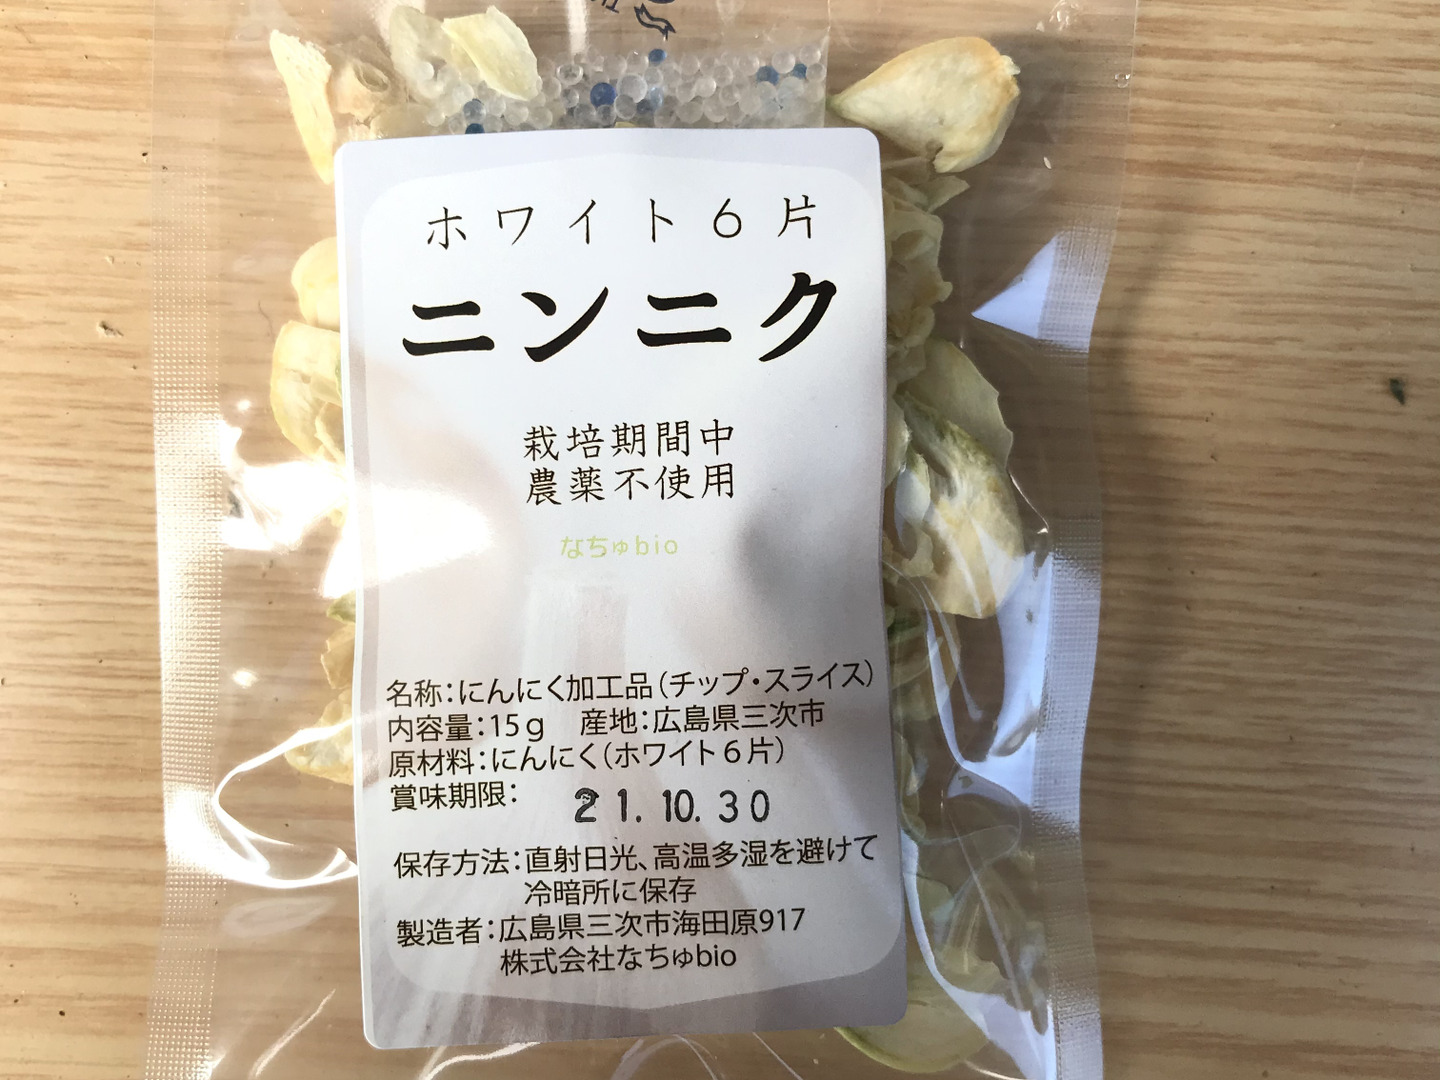 ホワイト6片
ニンニク
栽培期間中
農薬不使用
なちゅbio
名称：にんにく加工品（チップ・スライス）
内容量：15g　産地：広島県三次市
原材料：にんにく（ホワイト6片）
賞味期限： 21.10.30
保存方法：直射日光、高温多湿を避けて
冷暗所に保存
製造者：広島県三次市海田原917
株式会社なちゅbio